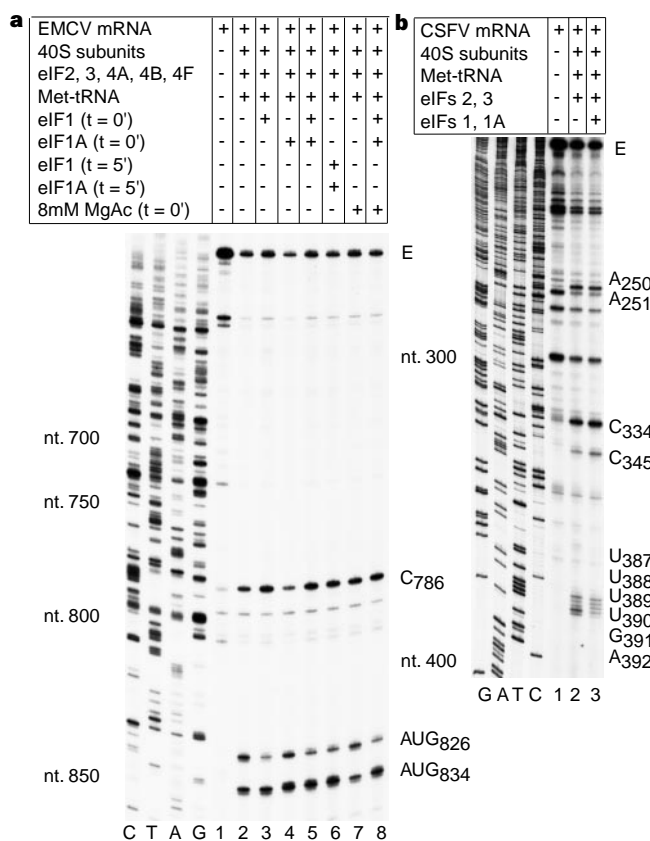 a
EMCV mRNA + + + + + + + +
40S subunits - + + + + + + +
eIF2, 3, 4A, 4B, 4F - + + + + + + +
Met-tRNA - + + + + + + +
eIF1 (t = 0') - - + - + - - +
eIF1A (t = 0') - - - + + - - +
eIF1 (t = 5') - - - - - + - -
eIF1A (t = 5') - - - - - + - -
8mM MgAc (t = 0') - - - - - - + +
E
nt. 700
nt. 750
C786
nt. 800
AUG826
AUG834
nt. 850
C T A G 1 2 3 4 5 6 7 8
b
CSFV mRNA + + +
40S subunits - + +
Met-tRNA - + +
eIFs 2, 3 - + +
eIFs 1, 1A - - +
E
A250
A251
nt. 300
C334
C345
U387
U388
U389
U390
G391
nt. 400
A392
G A T C 1 2 3